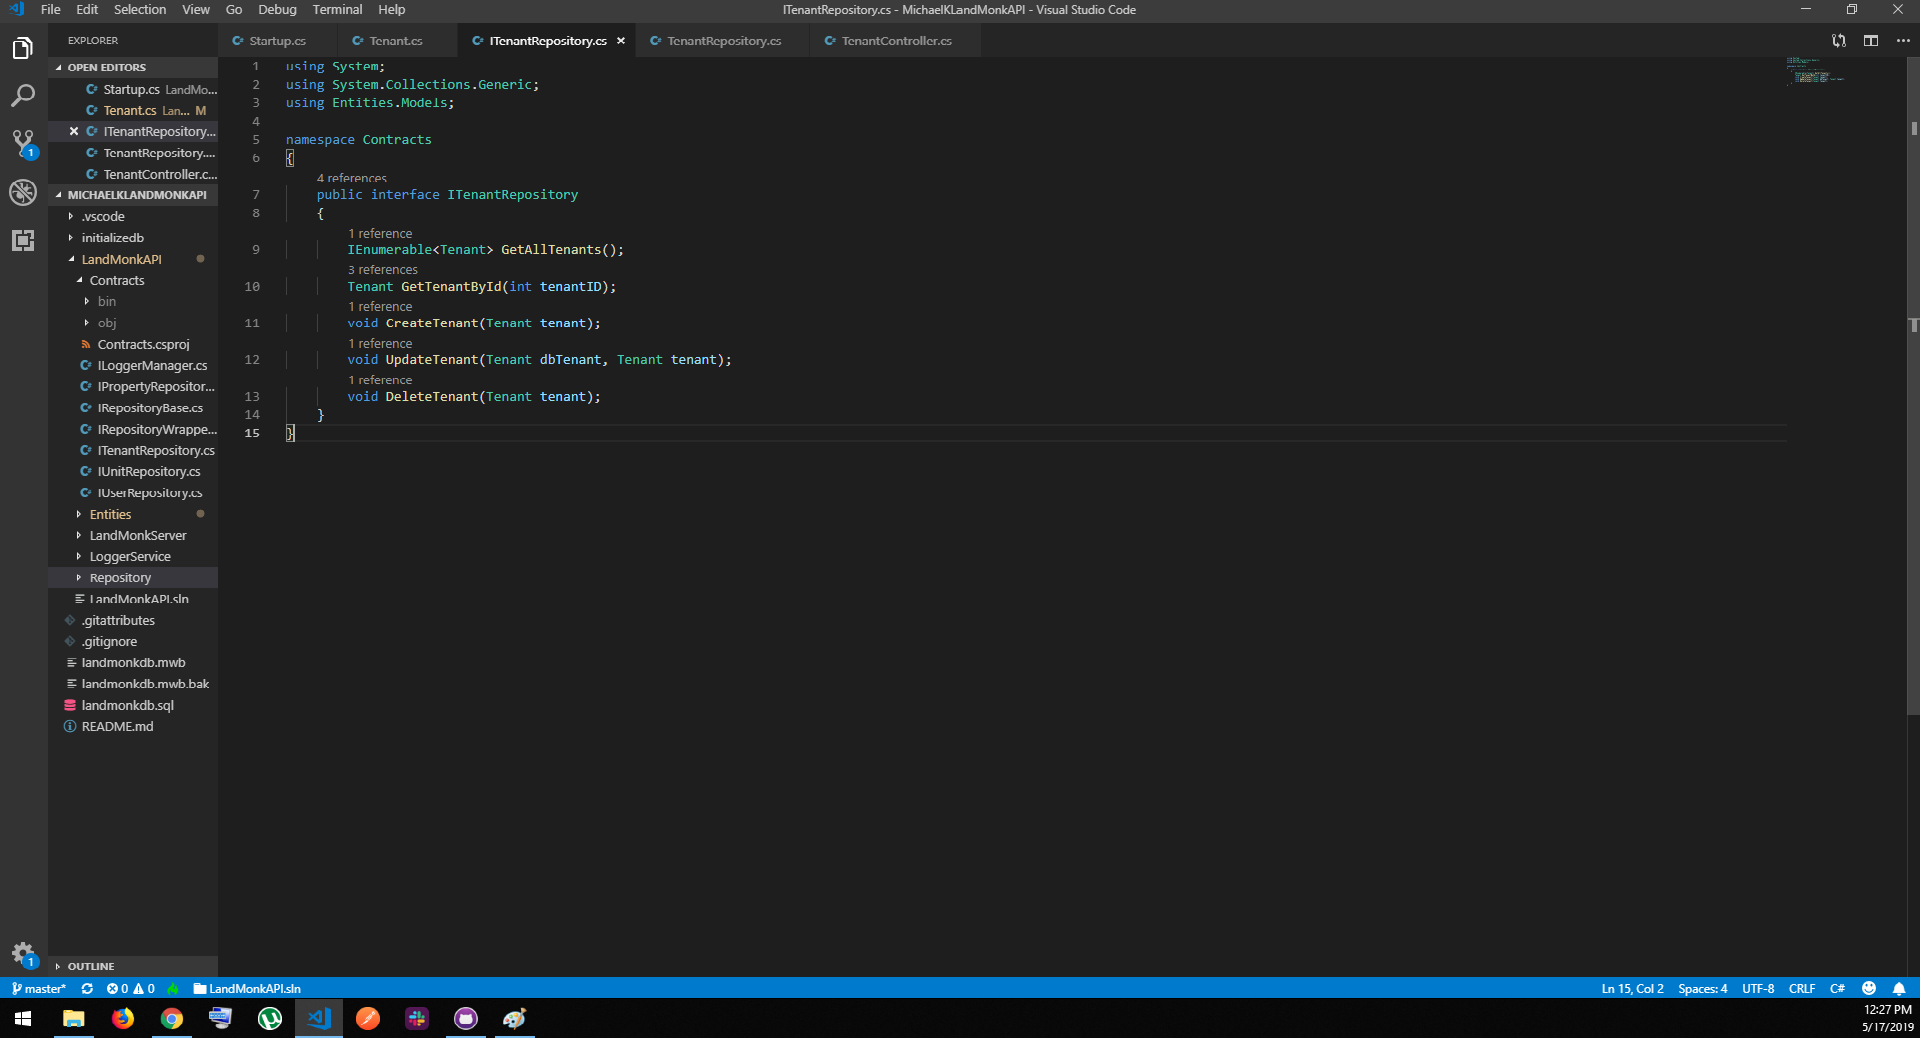 File Edit Selection View Go Debug Terminal Help
ITenantRepository.cs - MichaelKLandMonkAPI - Visual Studio Code
EXPLORER
OPEN EDITORS
Startup.cs LandMo...
Tenant.cs Lan... M
ITenantRepository...
TenantRepository....
TenantController.c...
MICHAELKLANDMONKAPI
.vscode
initializedb
LandMonkAPI
Contracts
bin
obj
Contracts.csproj
ILoggerManager.cs
IPropertyRepositor...
IRepositoryBase.cs
IRepositoryWrappe...
ITenantRepository.cs
IUnitRepository.cs
IUserRepository.cs
Entities
LandMonkServer
LoggerService
Repository
LandMonkAPI.sln
.gitattributes
.gitignore
landmonkdb.mwb
landmonkdb.mwb.bak
landmonkdb.sql
README.md
OUTLINE
Startup.cs Tenant.cs ITenantRepository.cs TenantRepository.cs TenantController.cs
1 using System;
2 using System.Collections.Generic;
3 using Entities.Models;
4
5 namespace Contracts
6 {
4 references
7 public interface ITenantRepository
8 {
1 reference
9 IEnumerable<Tenant> GetAllTenants();
3 references
10 Tenant GetTenantById(int tenantID);
1 reference
11 void CreateTenant(Tenant tenant);
1 reference
12 void UpdateTenant(Tenant dbTenant, Tenant tenant);
1 reference
13 void DeleteTenant(Tenant tenant);
14 }
15 }
1
1
master* 0 0 LandMonkAPI.sln
Ln 15, Col 2 Spaces: 4 UTF-8 CRLF C#
12:27 PM
5/17/2019